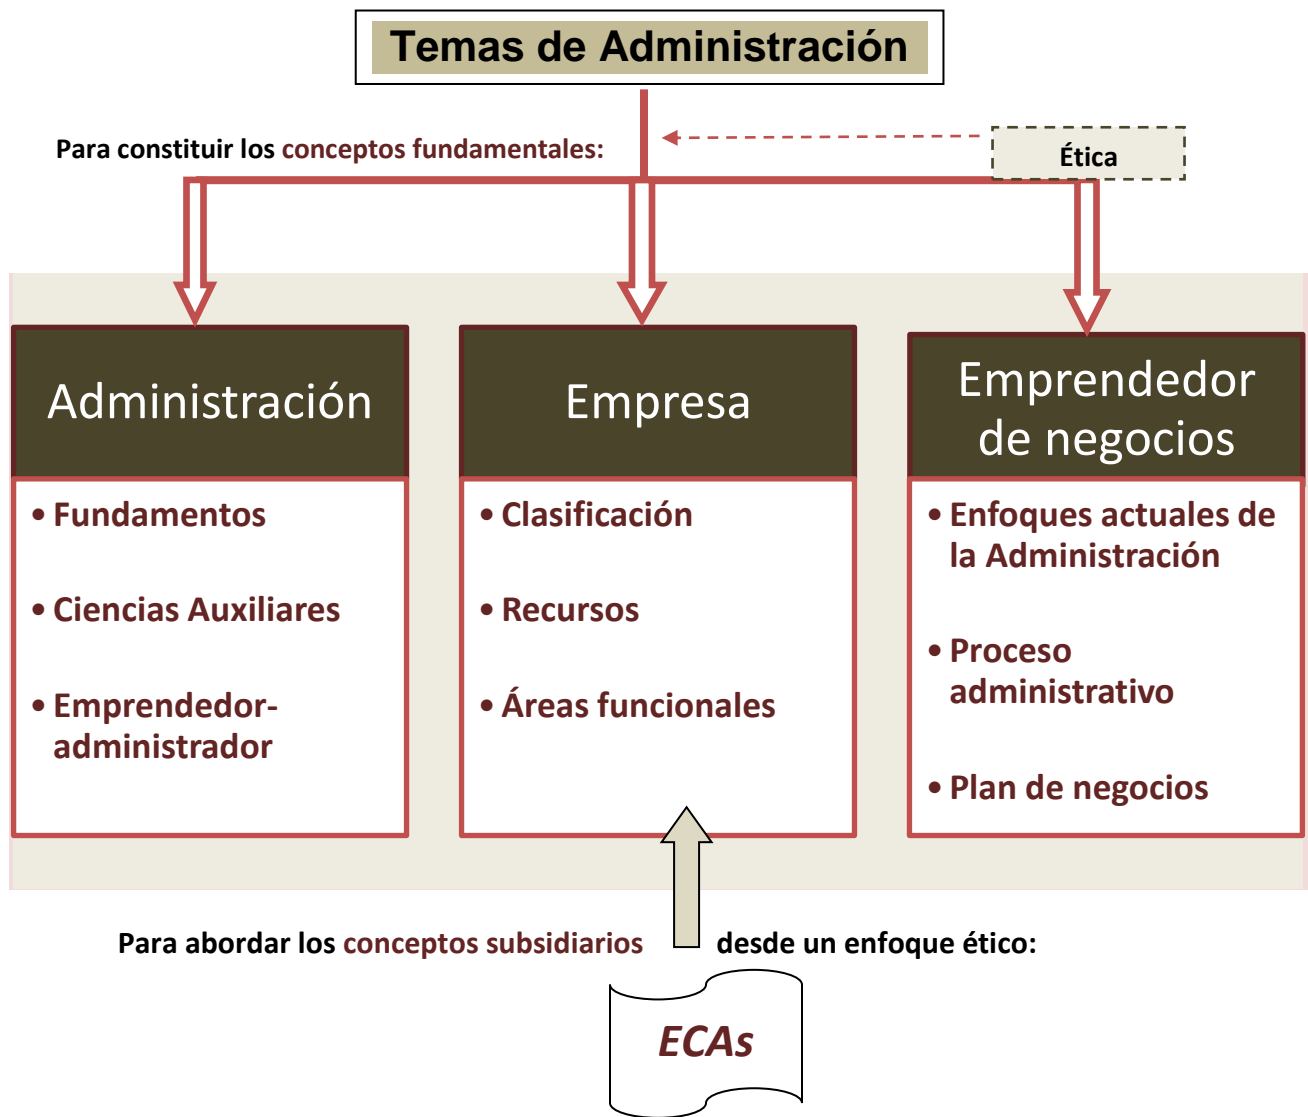 Temas de Administración
Para constituir los conceptos fundamentales:
Ética
Administración
• Fundamentos
• Ciencias Auxiliares
• Emprendedor-
administrador
Empresa
• Clasificación
• Recursos
• Áreas funcionales
Emprendedor
de negocios
• Enfoques actuales de
la Administración
• Proceso
administrativo
• Plan de negocios
Para abordar los conceptos subsidiarios desde un enfoque ético:
ECAs